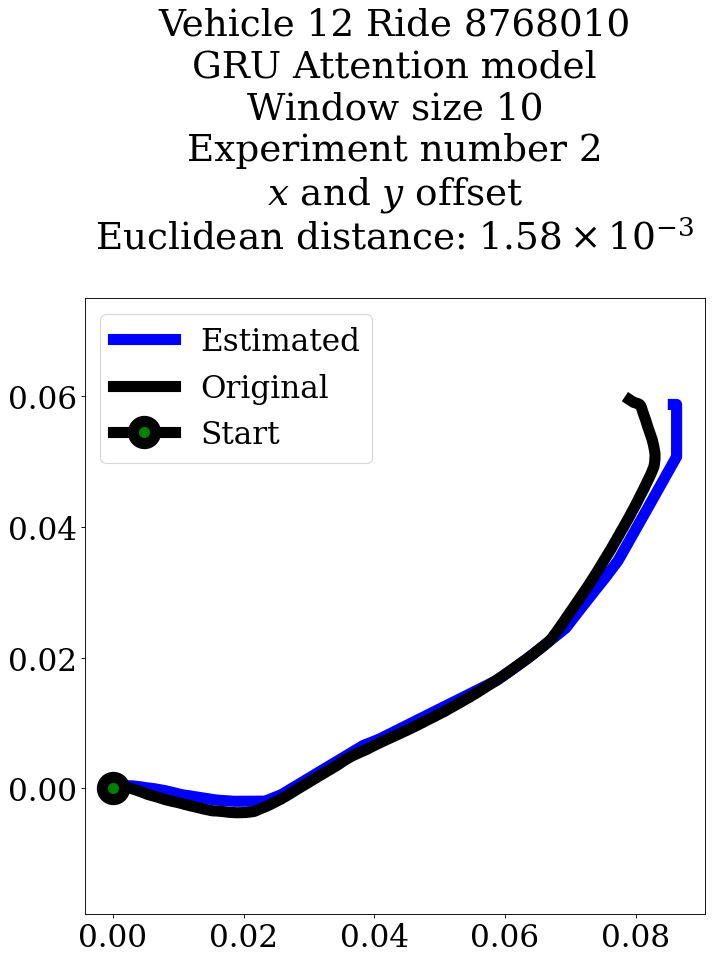 Vehicle 12 Ride 8768010
GRU Attention model
Window size 10
Experiment number 2
x and y offset
Euclidean distance: 1.58 × 10⁻³
Estimated
Original
Start
0.06
0.04
0.02
0.00
0.00 0.02 0.04 0.06 0.08